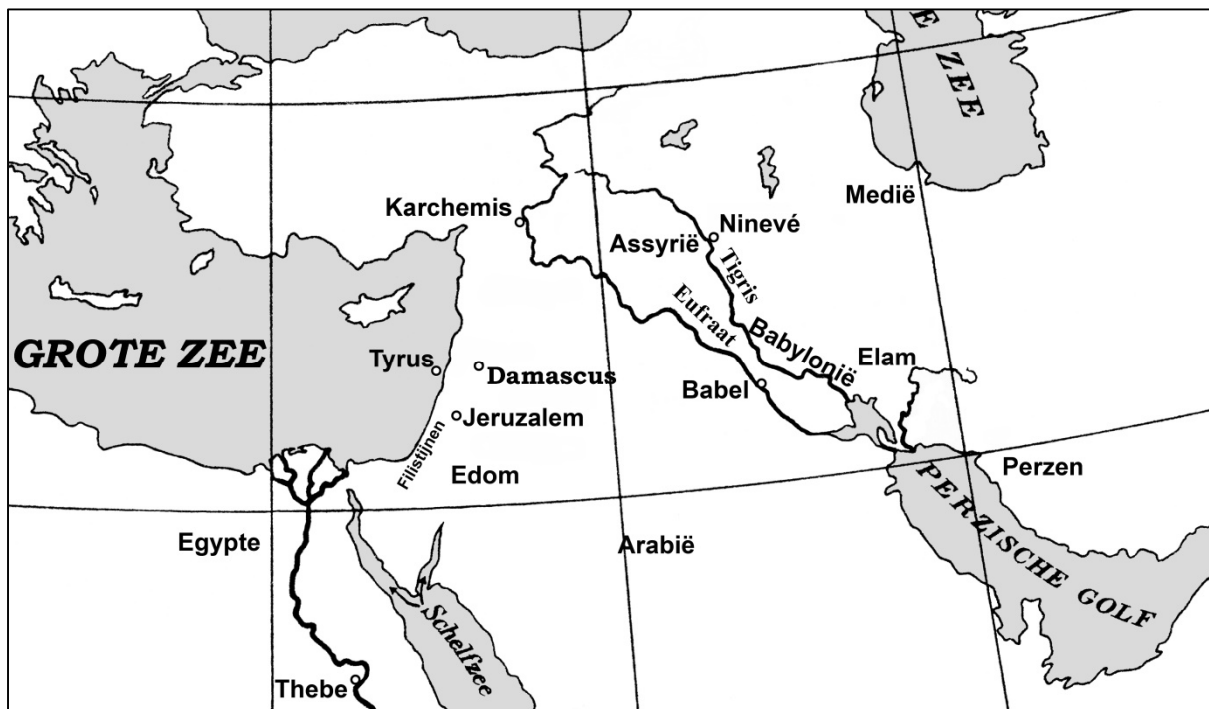 E ZEE
Medië
Karchemis
Ninevé
Assyrië
Tigris
Eufraat
GROTE ZEE
Babylonië
Elam
Tyrus
Damascus
Babel
Jeruzalem
Filistijnen
Edom
Perzen
PERZISCHE GOLF
Egypte
Arabië
Schelfzee
Thebe